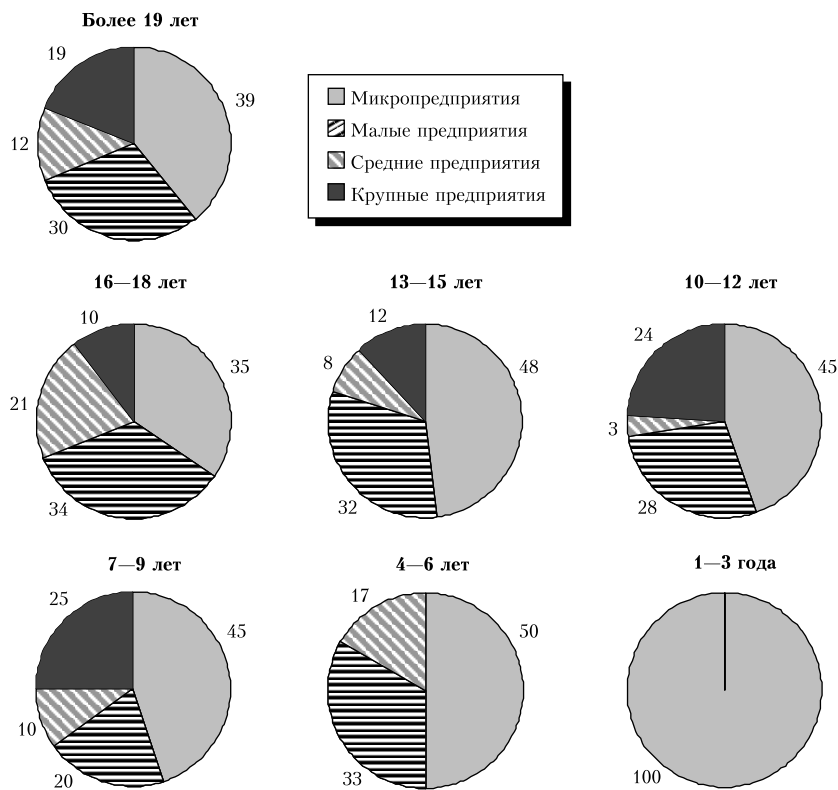 Более 19 лет
19
39
12
30
Микропредприятия
Малые предприятия
Средние предприятия
Крупные предприятия
16—18 лет
10
35
21
34
13—15 лет
12
8
48
32
10—12 лет
24
45
3
28
7—9 лет
25
45
10
20
4—6 лет
17
50
33
1—3 года
100